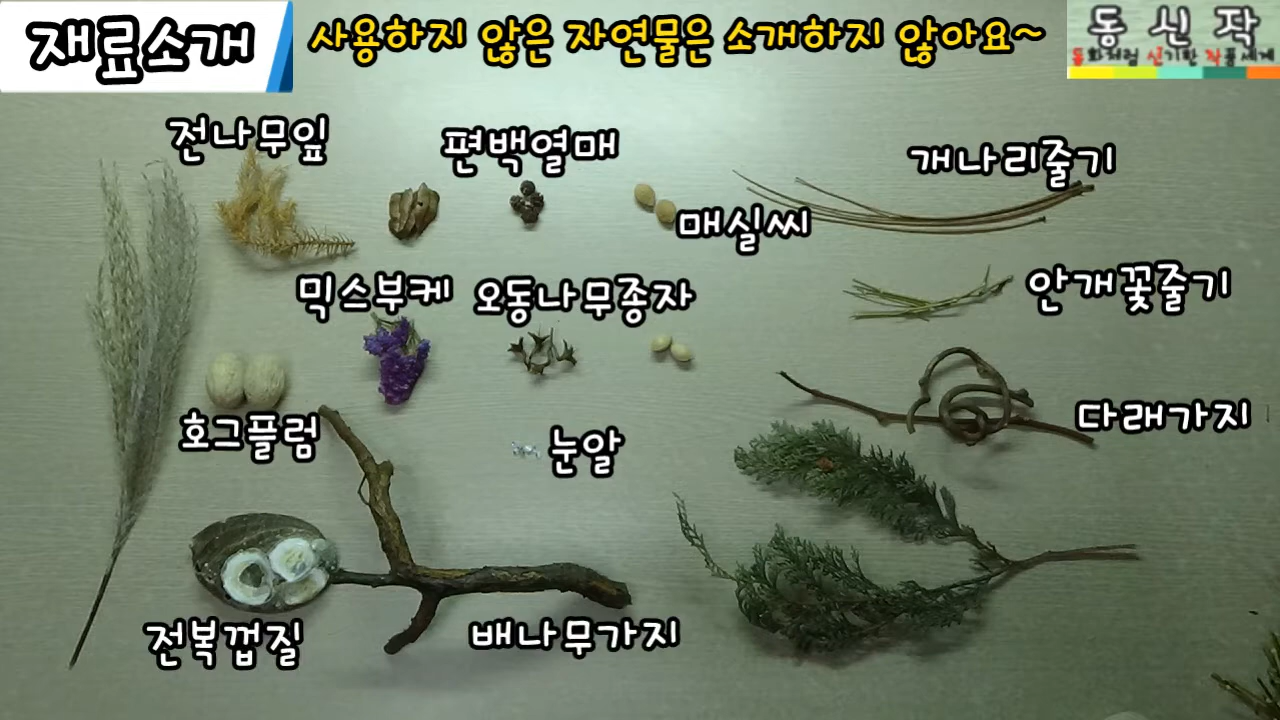 재료소개
사용하지 않은 자연물은 소개하지 않아요~
동 신 작
동화처럼 신기한 작품세계
전나무잎
편백열매
개나리줄기
매실씨
믹스부케
오동나무종자
안개꽃줄기
호그플럼
눈알
다래가지
전복껍질
배나무가지